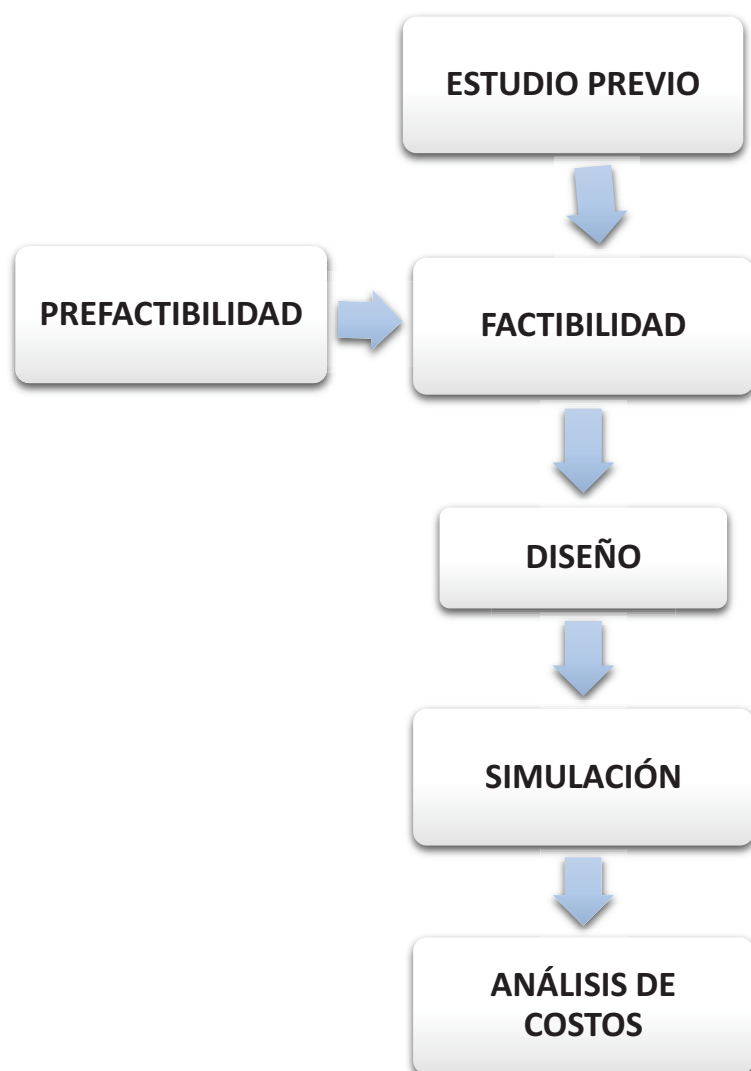 ESTUDIO PREVIO
PREFACTIBILIDAD
FACTIBILIDAD
DISEÑO
SIMULACIÓN
ANÁLISIS DE
COSTOS